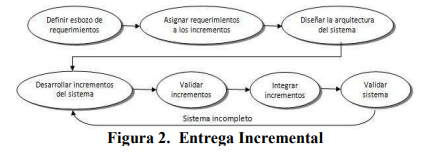 Definir esbozo de
requerimientos
Asignar requerimientos
a los incrementos
Diseñar la arquitectura
del sistema
Desarrollar incrementos
del sistema
Validar
incrementos
Integrar
incrementos
Validar
sistema
Sistema incompleto
Figura 2. Entrega Incremental